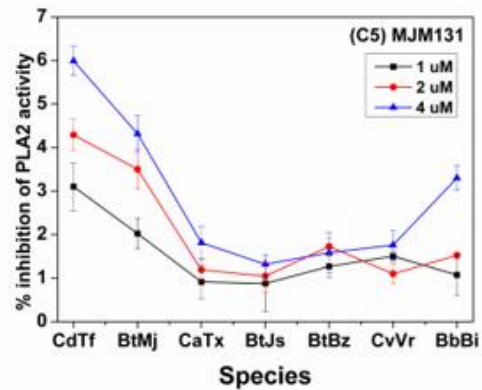 (C5) MJM131
1 uM
2 uM
4 uM
% inhibition of PLA2 activity
7
6
5
4
3
2
1
0
CdTf BtMj CaTx BtJs BtBz CvVr BbBi
Species